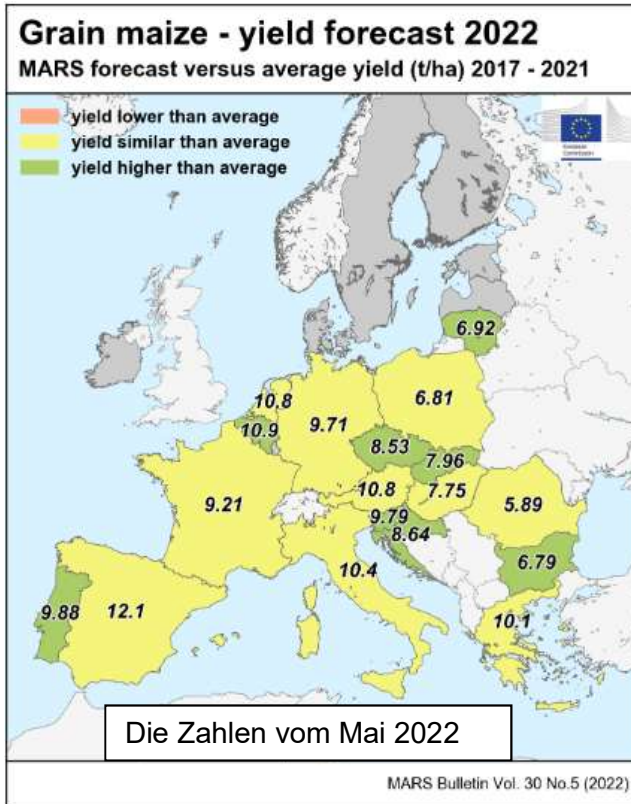 Grain maize - yield forecast 2022
MARS forecast versus average yield (t/ha) 2017 - 2021
yield lower than average
yield similar than average
yield higher than average
European
Commission
6.92
10.8
6.81
9.71
10.9
8.53
7.96
10.8
7.75
5.89
9.21
9.79
8.64
6.79
10.4
9.88
12.1
10.1
Die Zahlen vom Mai 2022
MARS Bulletin Vol. 30 No.5 (2022)